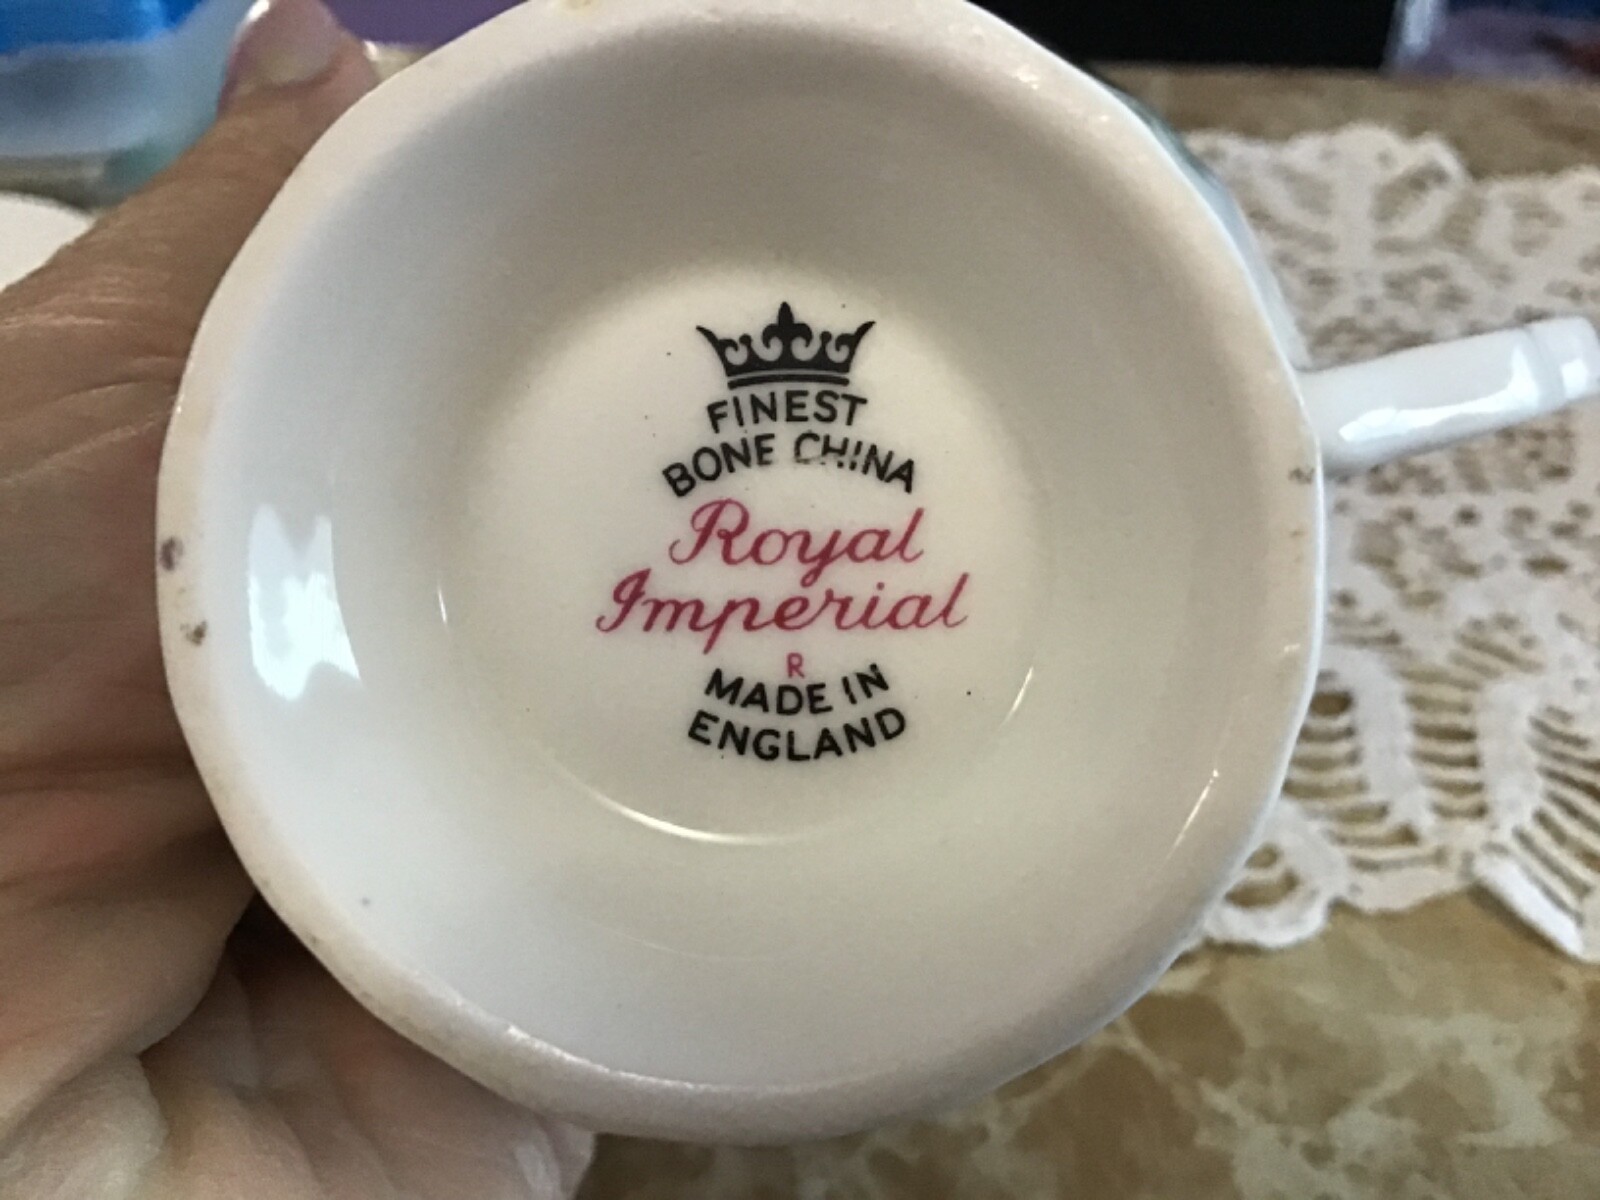 FINEST
BONE CHINA
Royal
Imperial
R
MADE IN
ENGLAND